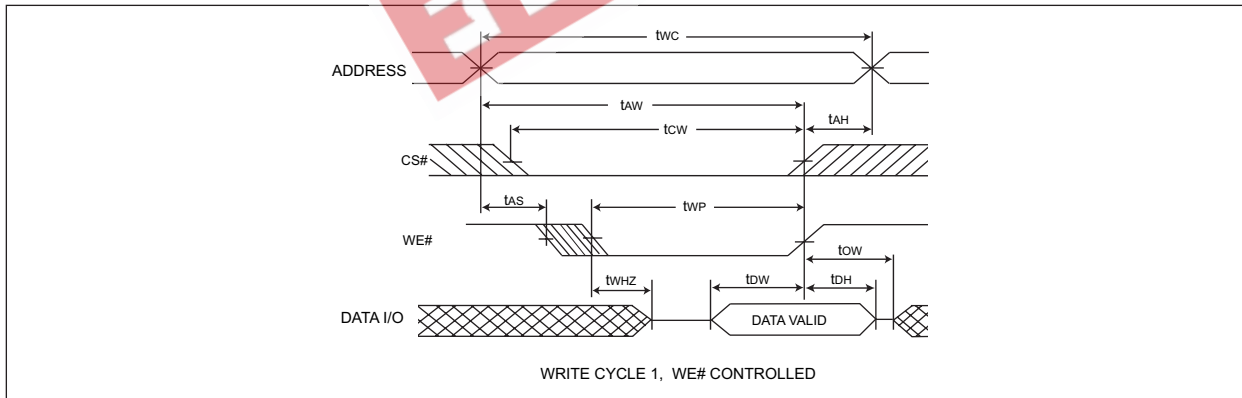 tWC
ADDRESS
tAW
tAH
tCW
CS#
tAS
tWP
WE#
tOW
tWHZ
tDW
tDH
DATA I/O
DATA VALID
WRITE CYCLE 1, WE# CONTROLLED